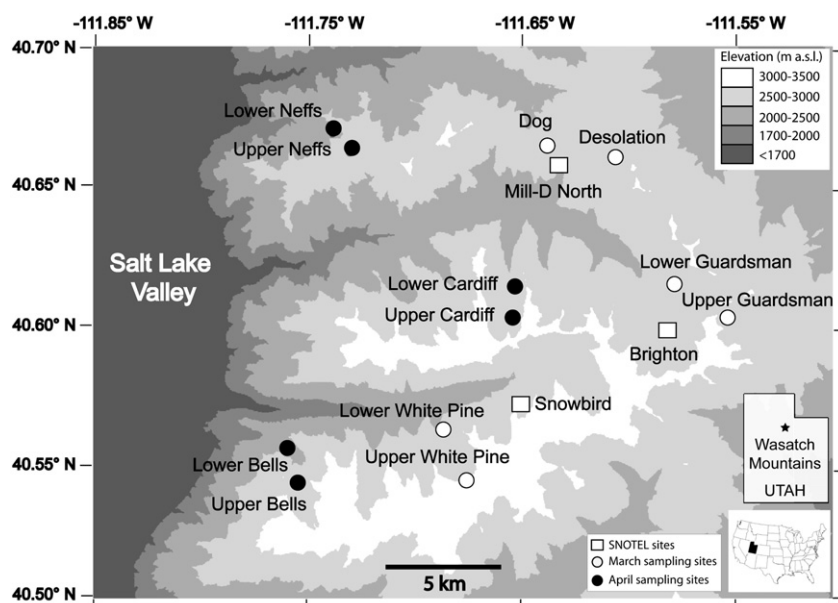 -111.85° W
-111.75° W
-111.65° W
-111.55° W
40.70° N
40.65° N
40.60° N
40.55° N
40.50° N
Elevation (m a.s.l.)
3000-3500
2500-3000
2000-2500
1700-2000
<1700
Lower Neffs
Upper Neffs
Dog
Desolation
Mill-D North
Salt Lake
Valley
Lower Cardiff
Upper Cardiff
Lower Guardsman
Upper Guardsman
Brighton
Snowbird
Lower White Pine
Upper White Pine
Lower Bells
Upper Bells
Wasatch
Mountains
UTAH
SNOTEL sites
March sampling sites
April sampling sites
5 km